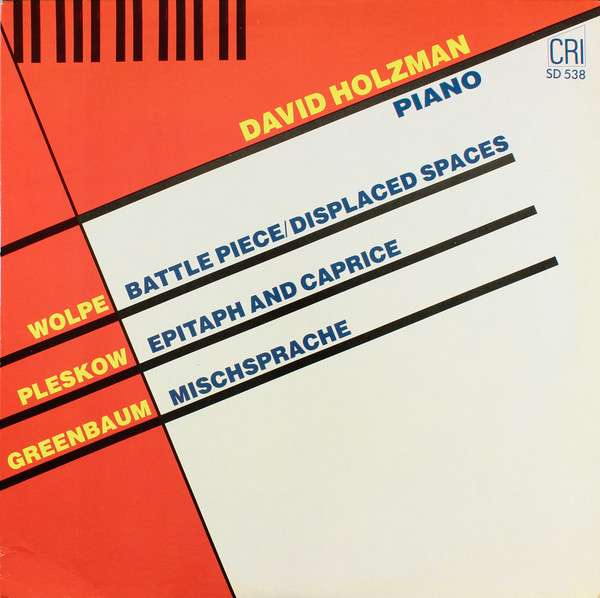 CRI
SD 538
DAVID HOLZMAN
PIANO
WOLPE BATTLE PIECE/DISPLACED SPACES
PLESKOW EPITAPH AND CAPRICE
GREENBAUM MISCHSPRACHE